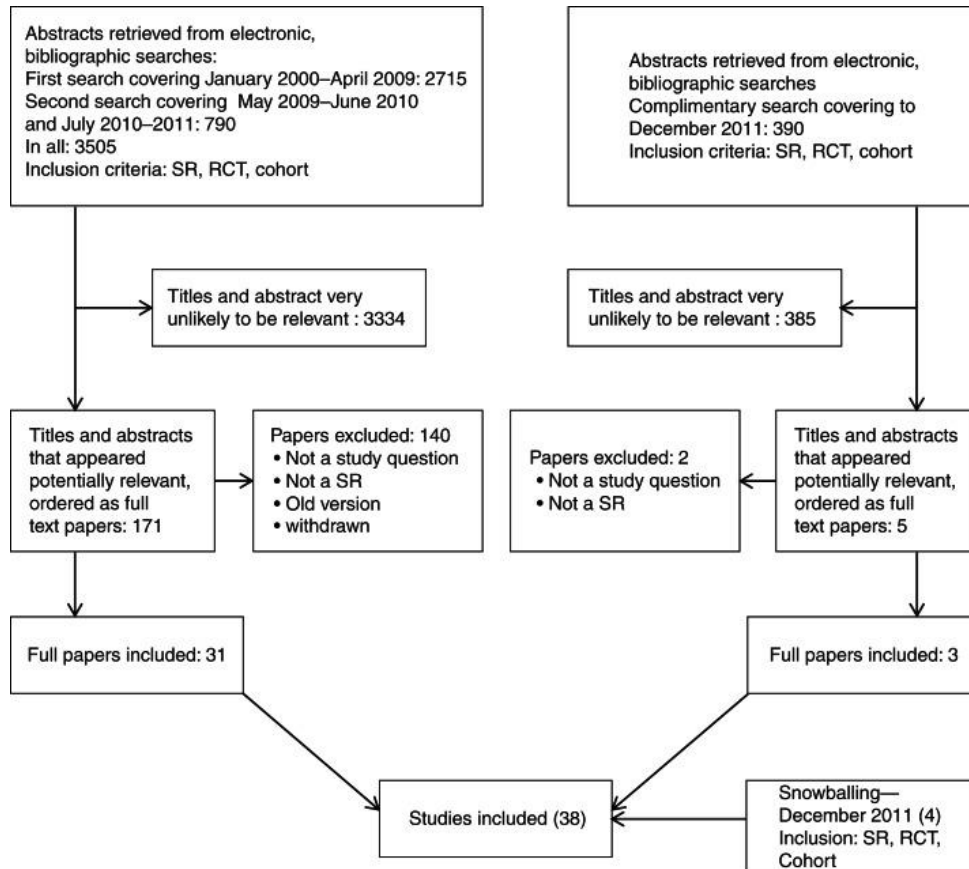 Abstracts retrieved from electronic,
bibliographic searches:
First search covering January 2000–April 2009: 2715
Second search covering May 2009–June 2010
and July 2010–2011: 790
In all: 3505
Inclusion criteria: SR, RCT, cohort
Abstracts retrieved from electronic,
bibliographic searches
Complimentary search covering to
December 2011: 390
Inclusion criteria: SR, RCT, cohort
Titles and abstract very
unlikely to be relevant : 3334
Titles and abstract very
unlikely to be relevant : 385
Titles and abstracts
that appeared
potentially relevant,
ordered as full
text papers: 171
Papers excluded: 140
• Not a study question
• Not a SR
• Old version
• withdrawn
Papers excluded: 2
• Not a study question
• Not a SR
Titles and abstracts
that appeared
potentially relevant,
ordered as full
text papers: 5
Full papers included: 31
Full papers included: 3
Studies included (38)
Snowballing—
December 2011 (4)
Inclusion: SR, RCT,
Cohort